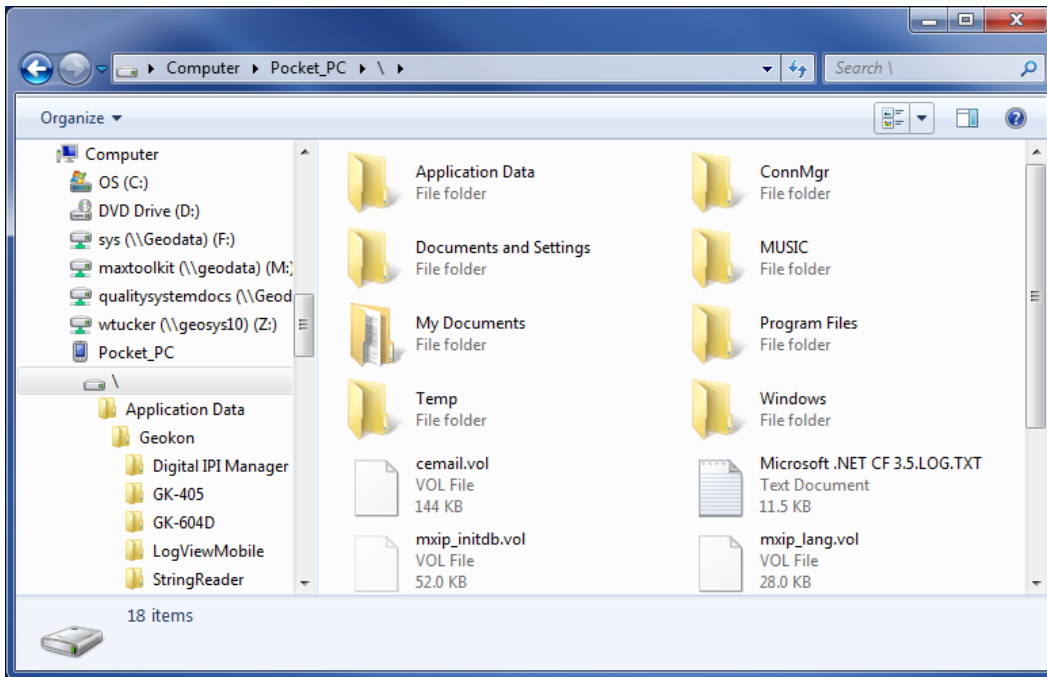 Computer ▸ Pocket_PC ▸ \ ▸
Search \
Organize
Computer
OS (C:)
DVD Drive (D:)
sys (\\Geodata) (F:)
maxtoolkit (\\geodata) (M:)
qualitysystemdocs (\\Geod
wtucker (\\geosys10) (Z:)
Pocket_PC
\
Application Data
Geokon
Digital IPI Manager
GK-405
GK-604D
LogViewMobile
StringReader
Application Data
File folder
ConnMgr
File folder
Documents and Settings
File folder
MUSIC
File folder
My Documents
File folder
Program Files
File folder
Temp
File folder
Windows
File folder
cemail.vol
VOL File
144 KB
Microsoft .NET CF 3.5.LOG.TXT
Text Document
11.5 KB
mxip_initdb.vol
VOL File
52.0 KB
mxip_lang.vol
VOL File
28.0 KB
18 items